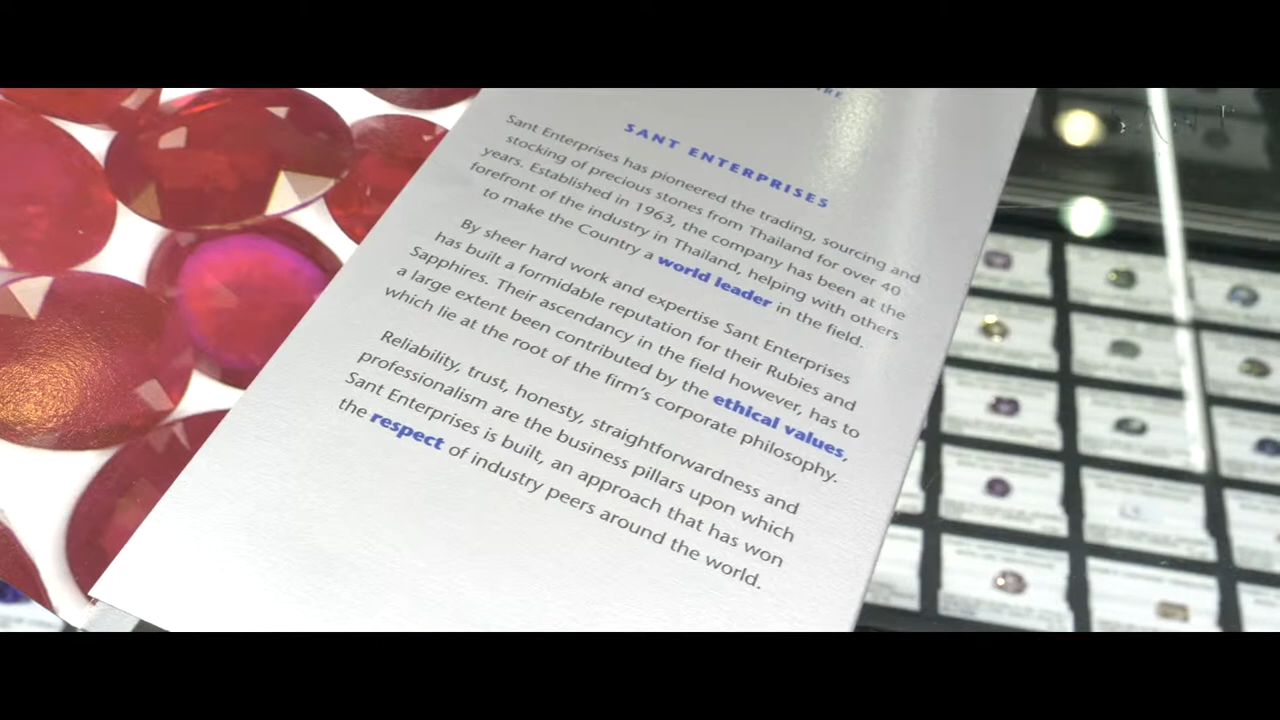 SANT ENTERPRISES
Sant Enterprises has pioneered the trading, sourcing and
stocking of precious stones from Thailand for over 40
years. Established in 1963, the company has been at the
forefront of the industry in Thailand, helping with others
to make the Country a world leader in the field.
By sheer hard work and expertise Sant Enterprises
has built a formidable reputation for their Rubies and
Sapphires. Their ascendancy in the field however, has to
a large extent been contributed by the ethical values,
which lie at the root of the firm's corporate philosophy.
Reliability, trust, honesty, straightforwardness and
professionalism are the business pillars upon which
Sant Enterprises is built, an approach that has won
the respect of industry peers around the world.